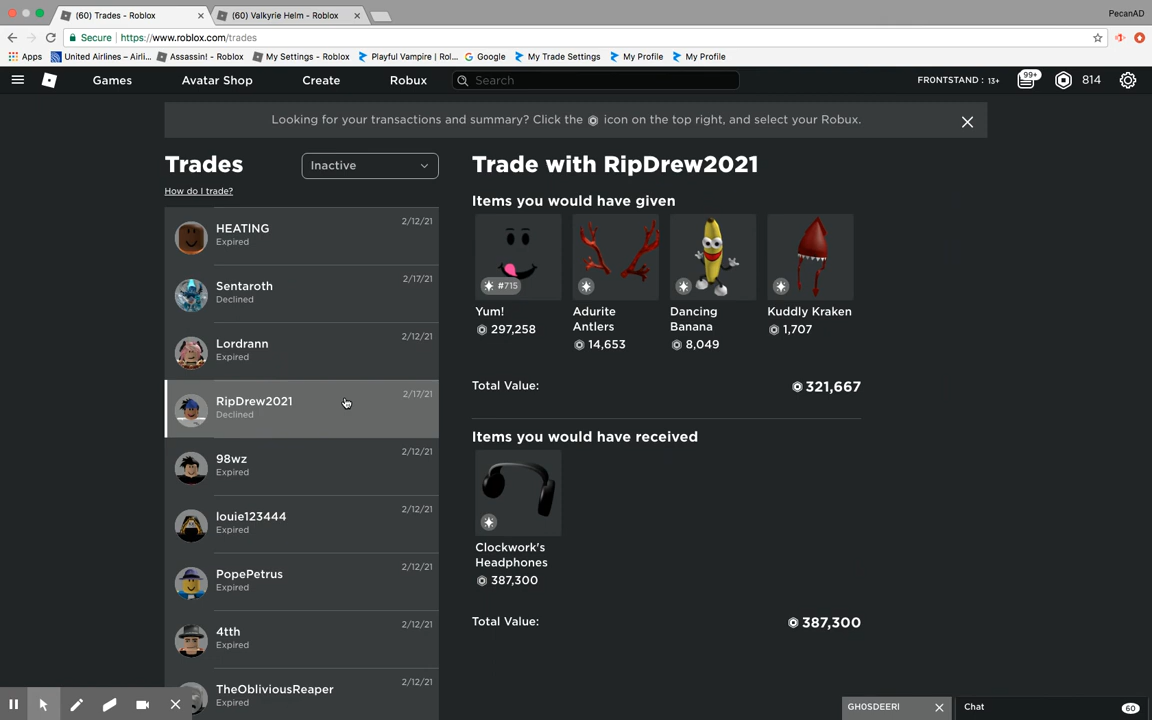 (60) Trades - Roblox
(60) Valkyrie Helm - Roblox
PecanAD
Secure https://www.roblox.com/trades
Apps
United Airlines – Airli...
Assassin! - Roblox
My Settings - Roblox
Playful Vampire | Rol...
Google
My Trade Settings
My Profile
My Profile
Games
Avatar Shop
Create
Robux
Search
FRONTSTAND : 13+
99+
814
Looking for your transactions and summary? Click the icon on the top right, and select your Robux.
Trades
Inactive
How do I trade?
HEATlNG
2/12/21
Expired
Sentaroth
2/17/21
Declined
Lordrann
2/12/21
Expired
RipDrew2021
2/17/21
Declined
98wz
2/12/21
Expired
louie123444
2/12/21
Expired
PopePetrus
2/12/21
Expired
4tth
2/12/21
Expired
TheObliviousReaper
2/12/21
Expired
Trade with RipDrew2021
Items you would have given
#715
Yum!
297,258
Adurite
Antlers
14,653
Dancing
Banana
8,049
Kuddly Kraken
1,707
Total Value:
321,667
Items you would have received
Clockwork's
Headphones
387,300
Total Value:
387,300
GH0SDEERI
Chat
60